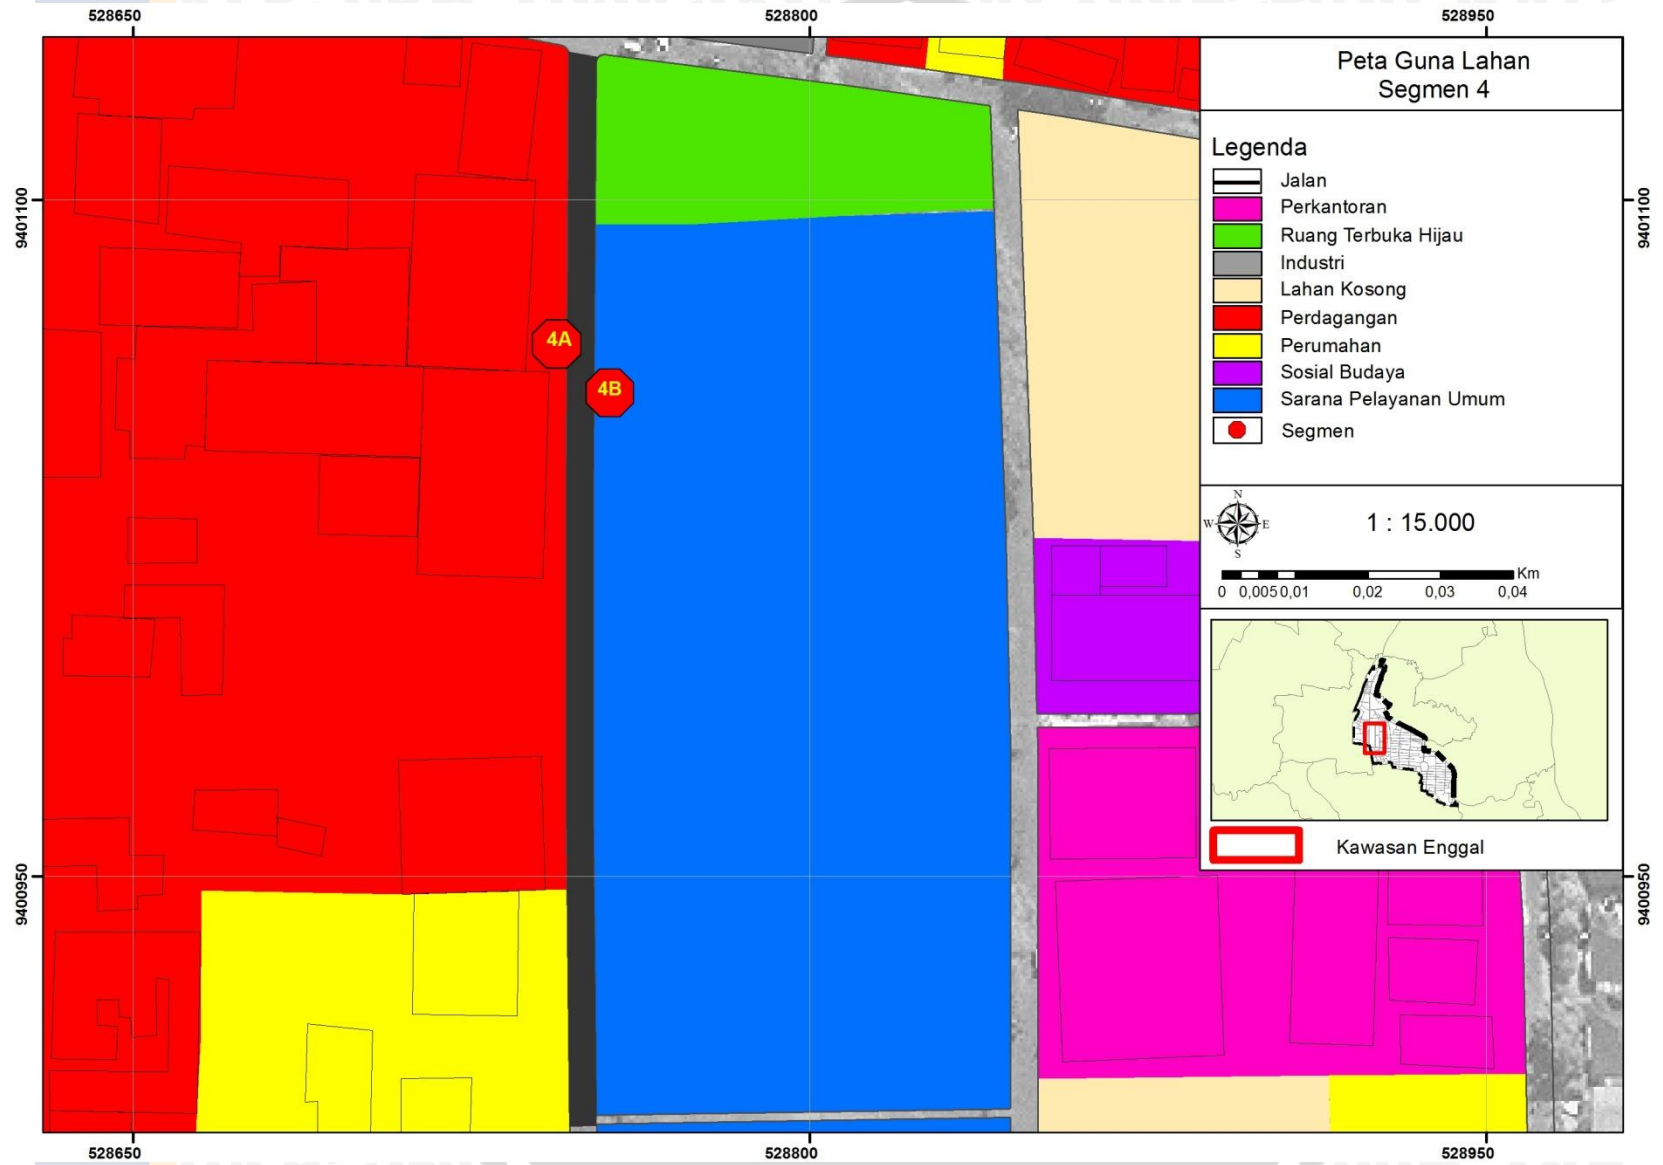 528650
528800
528950
Peta Guna Lahan
Segmen 4
Legenda
Jalan
Perkantoran
Ruang Terbuka Hijau
Industri
Lahan Kosong
Perdagangan
Perumahan
Sosial Budaya
Sarana Pelayanan Umum
Segmen
9401100
9401100
4A
4B
N
W E
S
1 : 15.000
Km
0 0,005 0,01 0,02 0,03 0,04
Kawasan Enggal
9400950
9400950
528650
528800
528950